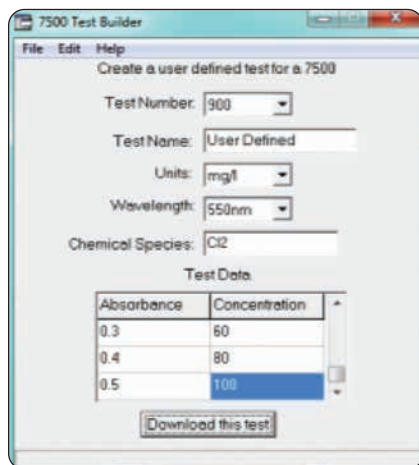 7500 Test Builder
File Edit Help
Create a user defined test for a 7500
Test Number: 900
Test Name: User Defined
Units: mg/l
Wavelength: 550nm
Chemical Species: Cl2
Test Data
Absorbance Concentration
0.3 60
0.4 80
0.5 100
Download this test